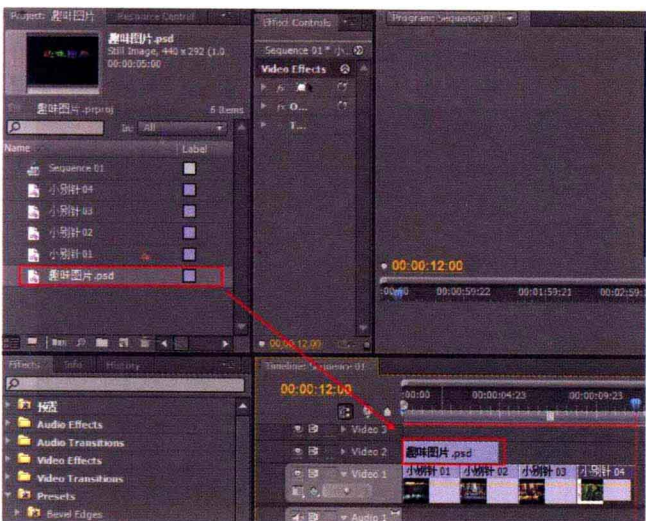 Project: 趣味图片
Resource Central
趣味图片.psd
Still Image, 440 x 292 (1.0
00:00:05:00
趣味图片.prproj
6 Items
In: All
Name
Label
Sequence 01
小别针 04
小别针 03
小别针 02
小别针 01
趣味图片.psd
Effect Controls
Sequence 01 * 小..
Video Effects
fx
fx O...
T...
00:00:12:00
Program: Sequence 01
00:00:12:00
00:00:59:22
00:01:59:21
00:02:59:
Effects
Info
History
预置
Audio Effects
Audio Transitions
Video Effects
Video Transitions
Presets
Bevel Edges
Timeline: Sequence 01
00:00:12:00
:00:00
00:00:04:23
00:00:09:23
Video 3
Video 2
趣味图片.psd
Video 1
小别针 01
小别针 02
小别针 03
小别针 04
Audio 1